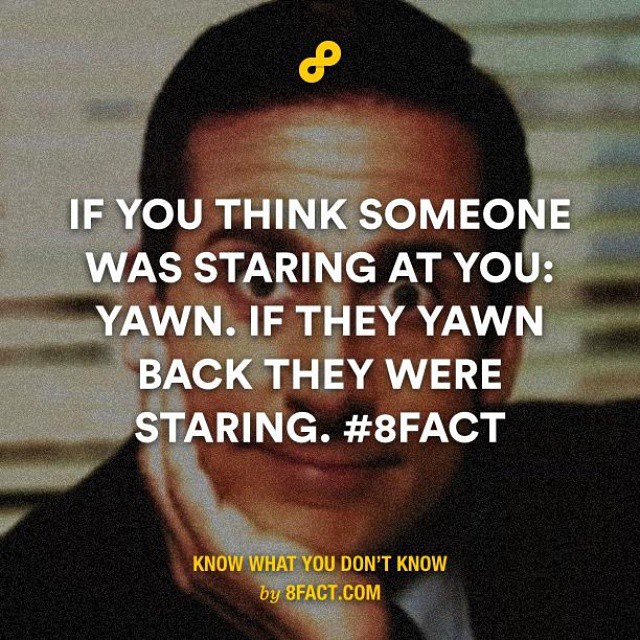 IF YOU THINK SOMEONE
WAS STARING AT YOU:
YAWN. IF THEY YAWN
BACK THEY WERE
STARING. #8FACT
KNOW WHAT YOU DON'T KNOW
by 8FACT.COM